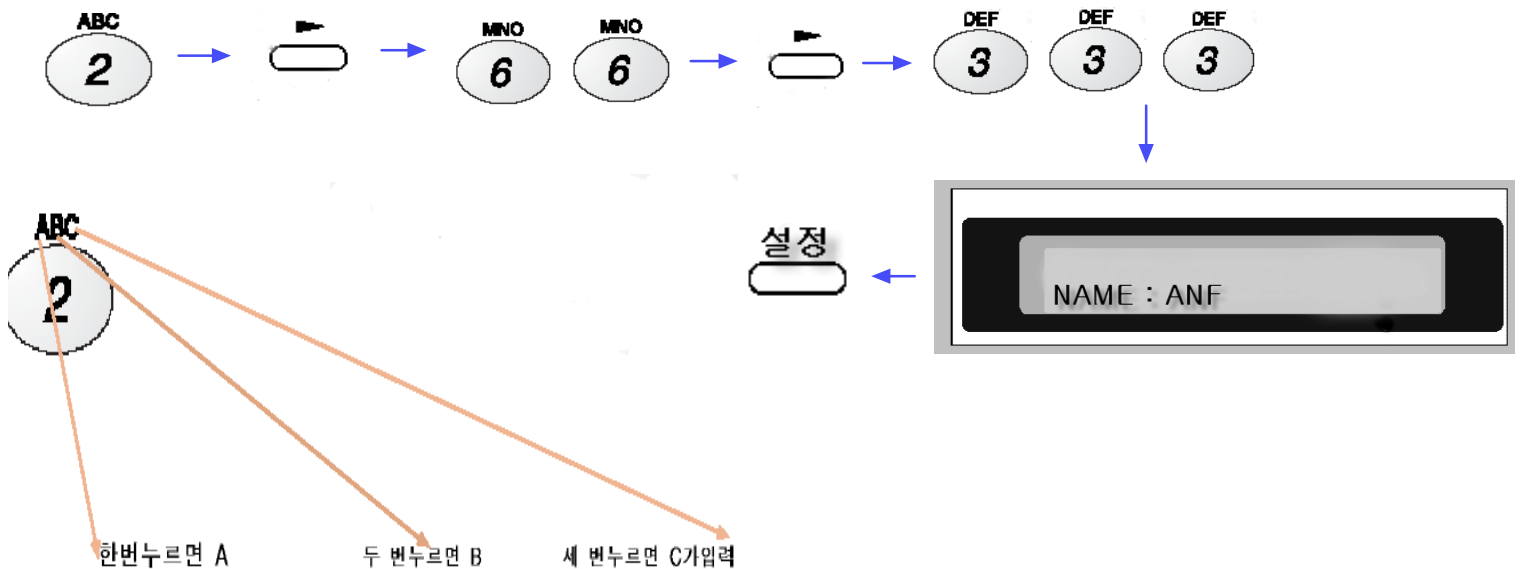 ABC MNO MNO DEF DEF DEF
2 6 6 3 3 3
ABC
2
설정
NAME : ANF
한번누르면 A 두 번누르면 B 세 번누르면 C가입력